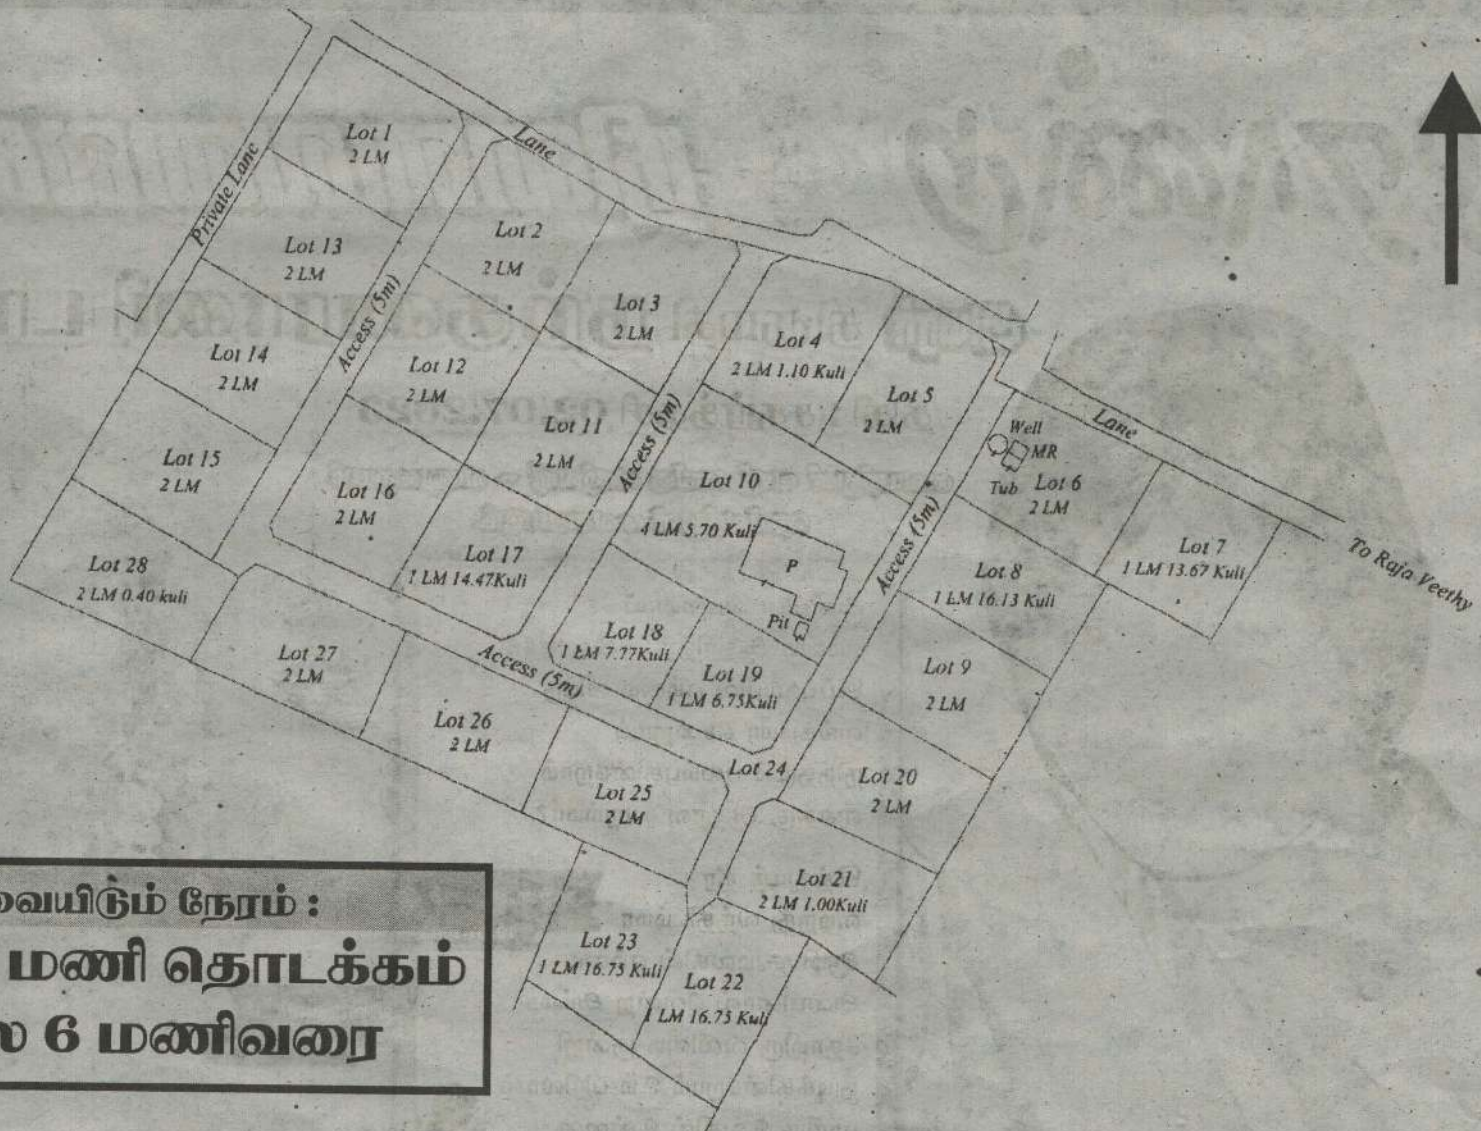 Lot 1
2 LM
Lane
Private Lane
Lot 13
2 LM
Lot 2
2 LM
Access (5m)
Lot 3
2 LM
Lot 14
2 LM
Lot 12
2 LM
Lot 4
2 LM 1.10 Kuli
Lot 5
2 LM
Lot 11
2 LM
Access (5m)
Well
MR
Tub
Lot 6
2 LM
Lane
Lot 15
2 LM
Lot 16
2 LM
Lot 10
4 LM 5.70 Kuli
P
Pit
Access (5m)
Lot 7
1 LM 13.67 Kuli
To Raja Veethy
Lot 28
2 LM 0.40 kuli
Lot 17
1 LM 14.47Kuli
Lot 8
1 LM 16.13 Kuli
Lot 18
1 LM 7.77Kuli
Lot 27
2 LM
Access (5m)
Lot 19
1 LM 6.75Kuli
Lot 9
2 LM
Lot 26
2 LM
Lot 24
Lot 25
2 LM
Lot 20
2 LM
Lot 21
2 LM 1.00Kuli
Lot 23
1 LM 16.75 Kuli
Lot 22
1 LM 16.75 Kuli
நேரம் :
மணி தொடக்கம்
6 மணிவரை